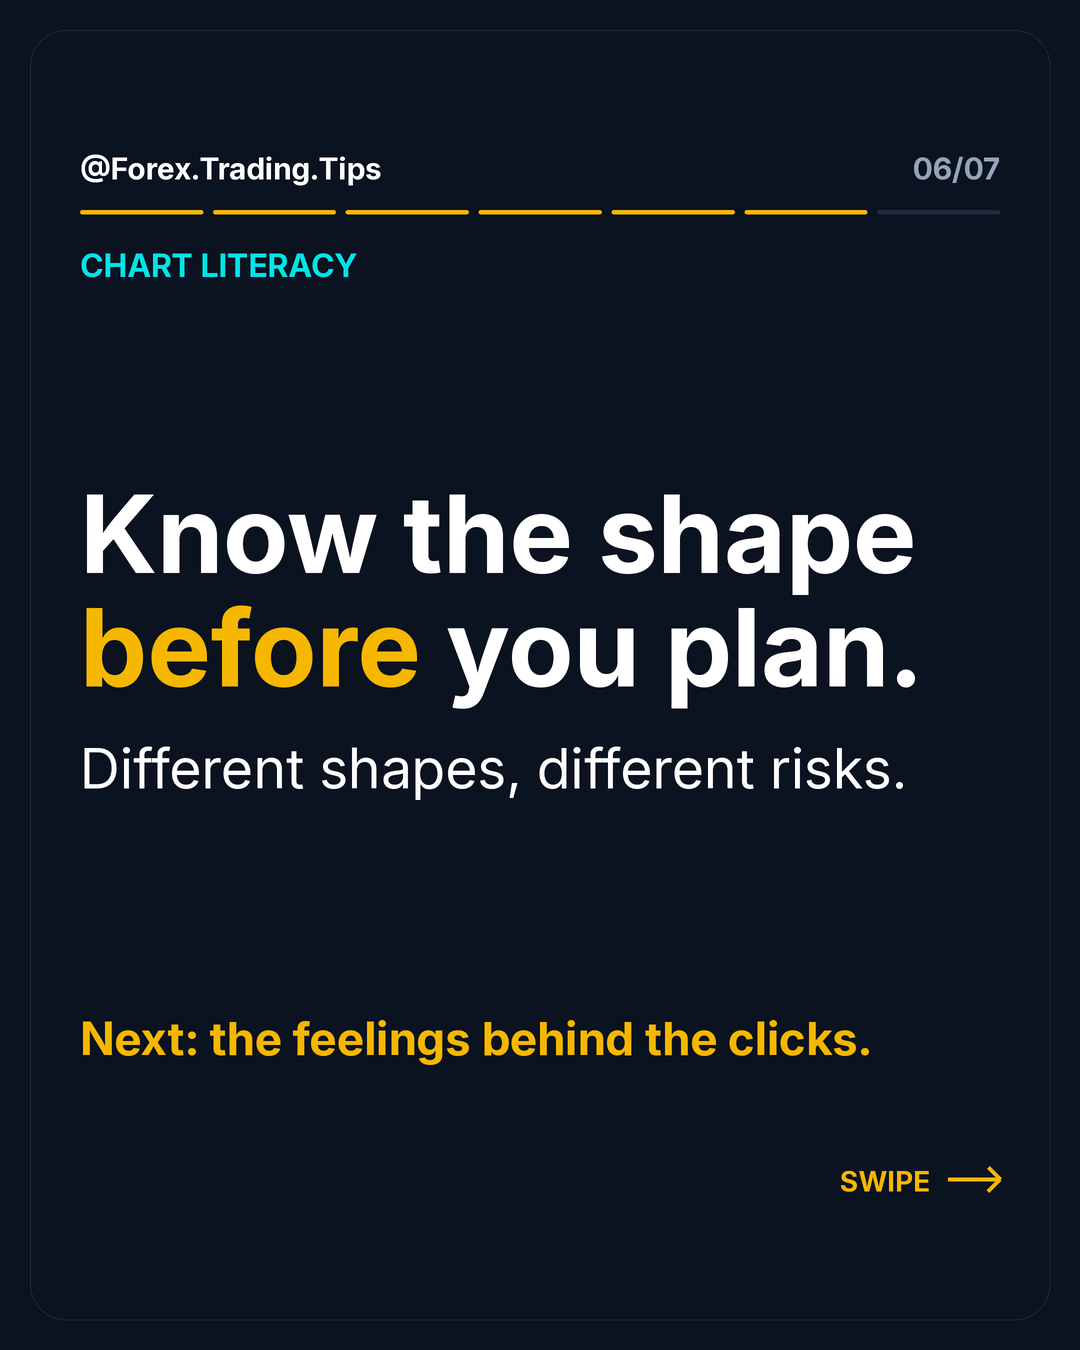 @Forex.Trading.Tips
06/07
CHART LITERACY
Know the shape
before you plan.
Different shapes, different risks.
Next: the feelings behind the clicks.
SWIPE